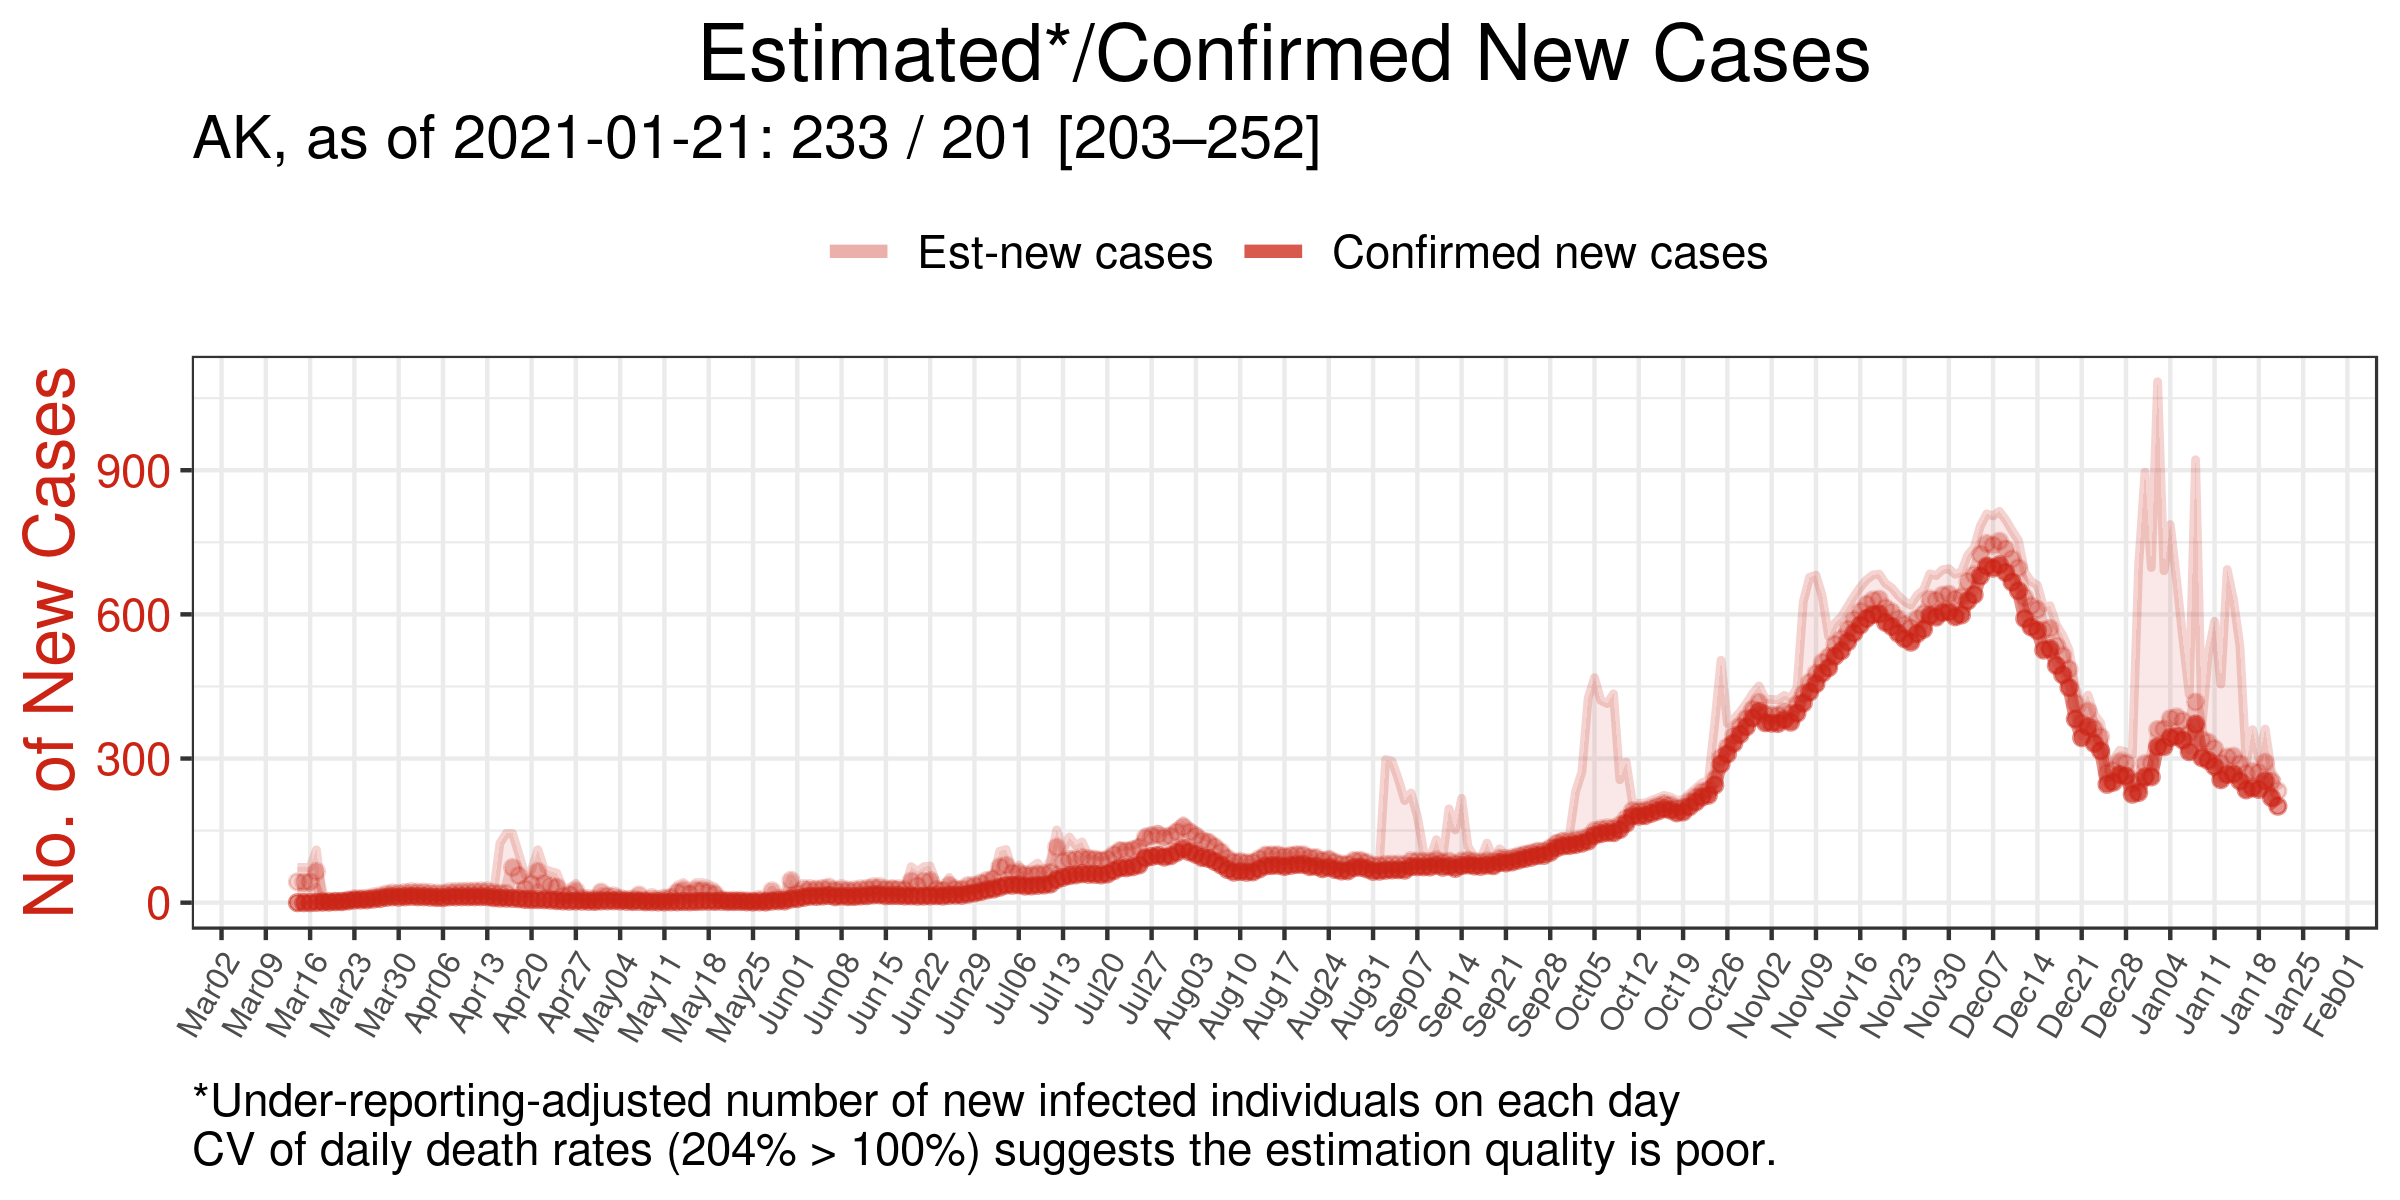 Estimated*/Confirmed New Cases
AK, as of 2021-01-21: 233 / 201 [203–252]
Est-new cases
Confirmed new cases
No. of New Cases
900
600
300
0
Mar02
Mar09
Mar16
Mar23
Mar30
Apr06
Apr13
Apr20
Apr27
May04
May11
May18
May25
Jun01
Jun08
Jun15
Jun22
Jun29
Jul06
Jul13
Jul20
Jul27
Aug03
Aug10
Aug17
Aug24
Aug31
Sep07
Sep14
Sep21
Sep28
Oct05
Oct12
Oct19
Oct26
Nov02
Nov09
Nov16
Nov23
Nov30
Dec07
Dec14
Dec21
Dec28
Jan04
Jan11
Jan18
Jan25
Feb01
*Under-reporting-adjusted number of new infected individuals on each day
CV of daily death rates (204% > 100%) suggests the estimation quality is poor.